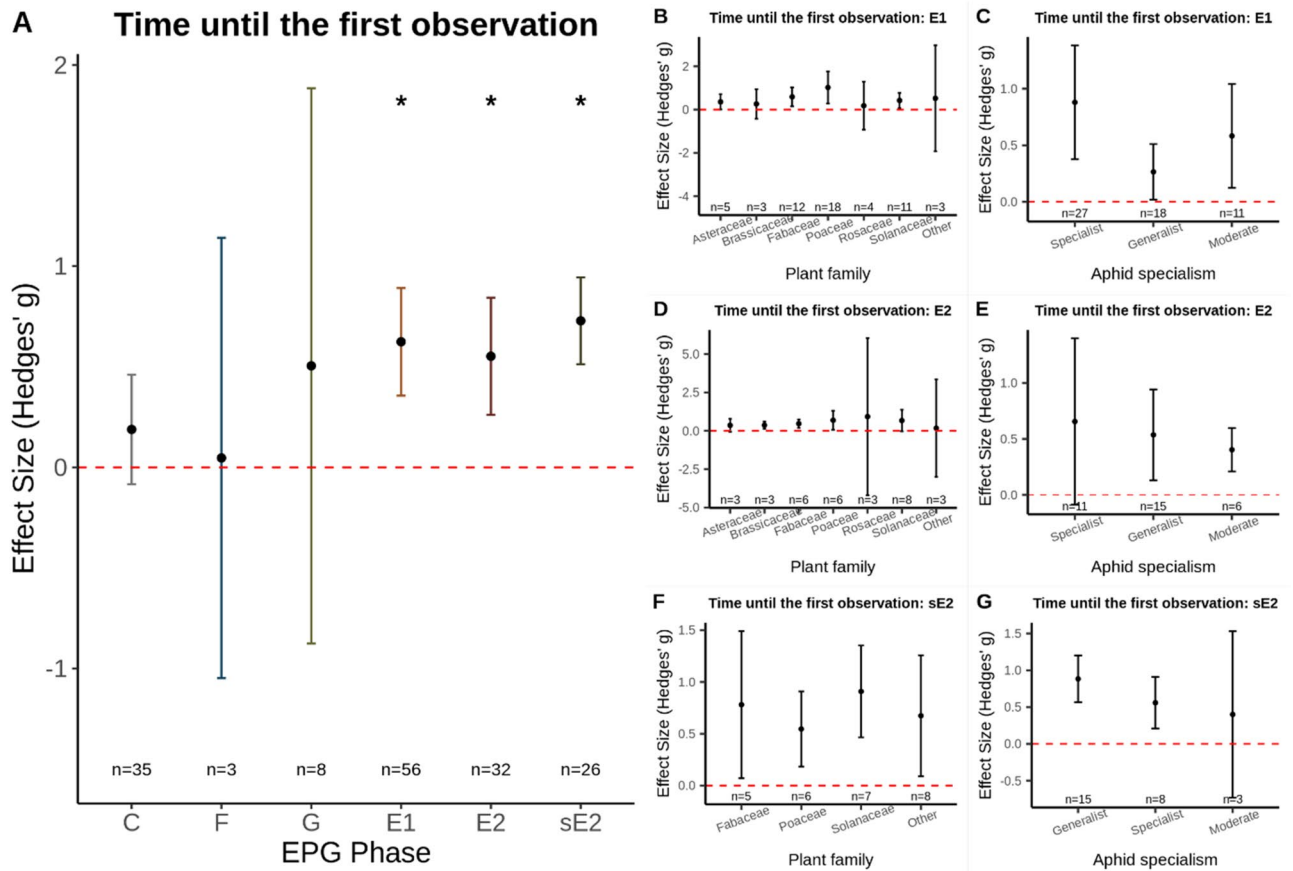 A
Time until the first observation
Effect Size (Hedges' g)
2
1
0
-1
* * *
n=35 n=3 n=8 n=56 n=32 n=26
C F G E1 E2 sE2
EPG Phase
B
Time until the first observation: E1
Effect Size (Hedges' g)
2
0
-2
-4
n=5 n=3 n=12 n=18 n=4 n=11 n=3
Asteraceae Brassicaceae Fabaceae Poaceae Rosaceae Solanaceae Other
Plant family
C
Time until the first observation: E1
Effect Size (Hedges' g)
1.0
0.5
0.0
n=27 n=18 n=11
Specialist Generalist Moderate
Aphid specialism
D
Time until the first observation: E2
Effect Size (Hedges' g)
5.0
2.5
0.0
-2.5
-5.0
n=3 n=3 n=6 n=6 n=3 n=8 n=3
Asteraceae Brassicaceae Fabaceae Poaceae Rosaceae Solanaceae Other
Plant family
E
Time until the first observation: E2
Effect Size (Hedges' g)
1.0
0.5
0.0
n=11 n=15 n=6
Specialist Generalist Moderate
Aphid specialism
F
Time until the first observation: sE2
Effect Size (Hedges' g)
1.5
1.0
0.5
0.0
n=5 n=6 n=7 n=8
Fabaceae Poaceae Solanaceae Other
Plant family
G
Time until the first observation: sE2
Effect Size (Hedges' g)
1.5
1.0
0.5
0.0
-0.5
n=15 n=8 n=3
Generalist Specialist Moderate
Aphid specialism